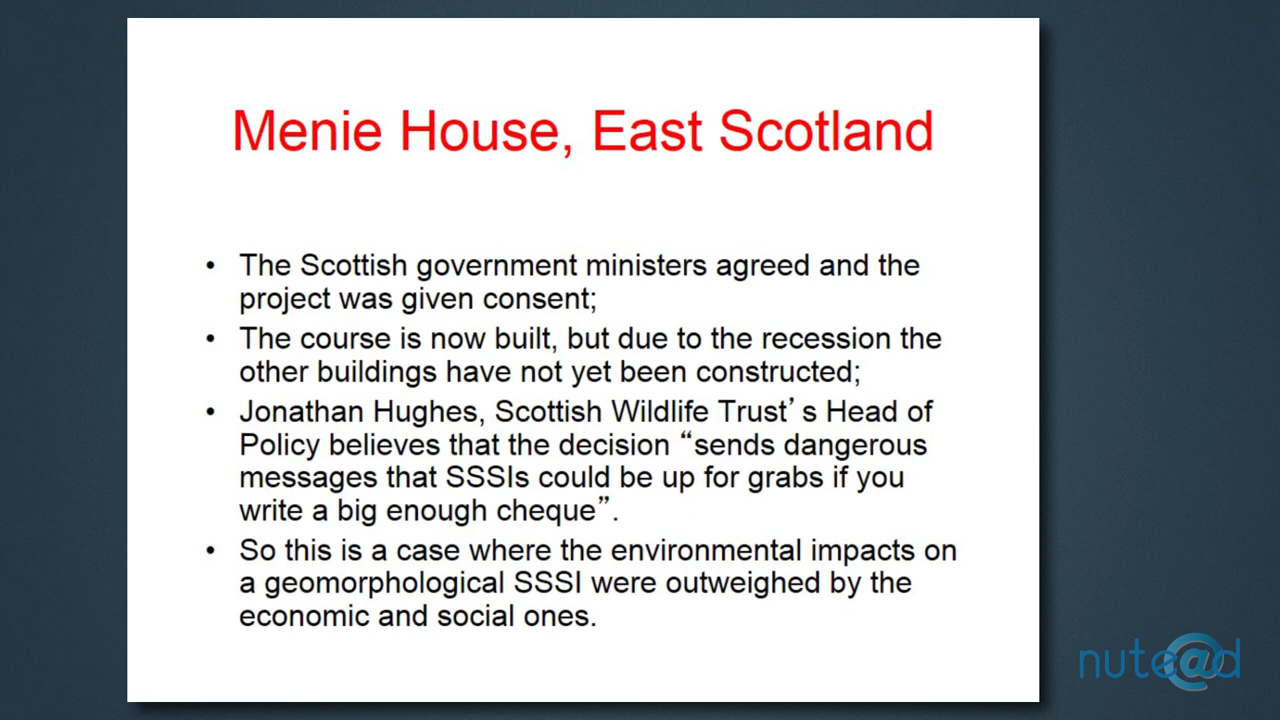 Menie House, East Scotland
• The Scottish government ministers agreed and the
project was given consent;
• The course is now built, but due to the recession the
other buildings have not yet been constructed;
• Jonathan Hughes, Scottish Wildlife Trust’s Head of
Policy believes that the decision “sends dangerous
messages that SSSIs could be up for grabs if you
write a big enough cheque”.
• So this is a case where the environmental impacts on
a geomorphological SSSI were outweighed by the
economic and social ones.
nute@d